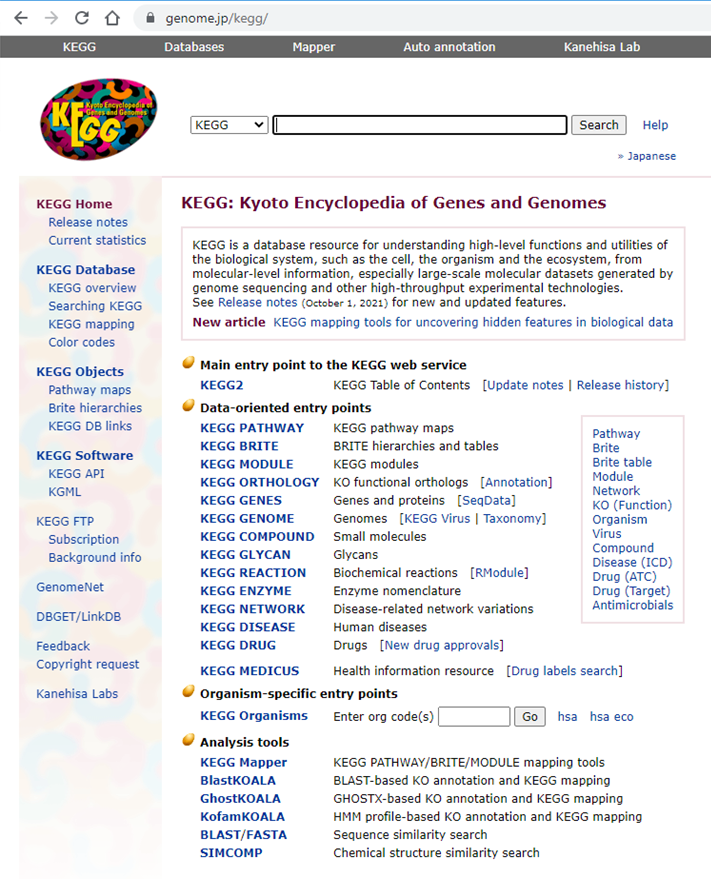 genome.jp/kegg/
KEGG Databases Mapper Auto annotation Kanehisa Lab
KEGG Kyoto Encyclopedia of
Genes and Genomes
KEGG Search Help
» Japanese
KEGG Home
Release notes
Current statistics
KEGG Database
KEGG overview
Searching KEGG
KEGG mapping
Color codes
KEGG Objects
Pathway maps
Brite hierarchies
KEGG DB links
KEGG Software
KEGG API
KGML
KEGG FTP
Subscription
Background info
GenomeNet
DBGET/LinkDB
Feedback
Copyright request
Kanehisa Labs
KEGG: Kyoto Encyclopedia of Genes and Genomes
KEGG is a database resource for understanding high-level functions and utilities of
the biological system, such as the cell, the organism and the ecosystem, from
molecular-level information, especially large-scale molecular datasets generated by
genome sequencing and other high-throughput experimental technologies.
See Release notes (October 1, 2021) for new and updated features.
New article KEGG mapping tools for uncovering hidden features in biological data
Main entry point to the KEGG web service
KEGG2 KEGG Table of Contents [Update notes | Release history]
Data-oriented entry points
KEGG PATHWAY KEGG pathway maps
KEGG BRITE BRITE hierarchies and tables
KEGG MODULE KEGG modules
KEGG ORTHOLOGY KO functional orthologs [Annotation]
KEGG GENES Genes and proteins [SeqData]
KEGG GENOME Genomes [KEGG Virus | Taxonomy]
KEGG COMPOUND Small molecules
KEGG GLYCAN Glycans
KEGG REACTION Biochemical reactions [RModule]
KEGG ENZYME Enzyme nomenclature
KEGG NETWORK Disease-related network variations
KEGG DISEASE Human diseases
KEGG DRUG Drugs [New drug approvals]
KEGG MEDICUS Health information resource [Drug labels search]
Pathway
Brite
Brite table
Module
Network
KO (Function)
Organism
Virus
Compound
Disease (ICD)
Drug (ATC)
Drug (Target)
Antimicrobials
Organism-specific entry points
KEGG Organisms Enter org code(s) Go hsa hsa eco
Analysis tools
KEGG Mapper KEGG PATHWAY/BRITE/MODULE mapping tools
BlastKOALA BLAST-based KO annotation and KEGG mapping
GhostKOALA GHOSTX-based KO annotation and KEGG mapping
KofamKOALA HMM profile-based KO annotation and KEGG mapping
BLAST/FASTA Sequence similarity search
SIMCOMP Chemical structure similarity search